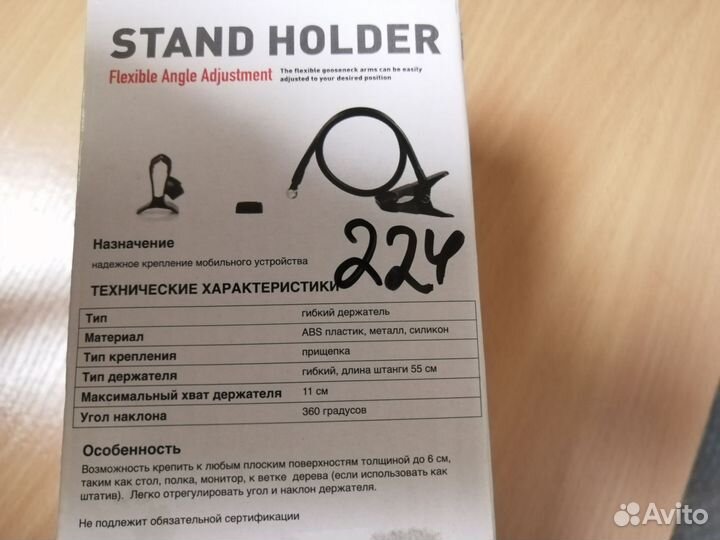 STAND HOLDER
Flexible Angle Adjustment
The flexible gooseneck arms can be easily
adjusted to your desired position
Назначение
надежное крепление мобильного устройства
224
ТЕХНИЧЕСКИЕ ХАРАКТЕРИСТИКИ
Тип гибкий держатель
Материал ABS пластик, металл, силикон
Тип крепления прищепка
Тип держателя гибкий, длина штанги 55 см
Максимальный хват держателя 11 см
Угол наклона 360 градусов
Особенность
Возможность крепить к любым плоским поверхностям толщиной до 6 см,
таким как стол, полка, монитор, к ветке дерева (если использовать как
штатив). Легко отрегулировать угол и наклон держателя.
Не подлежит обязательной сертификации
Avito